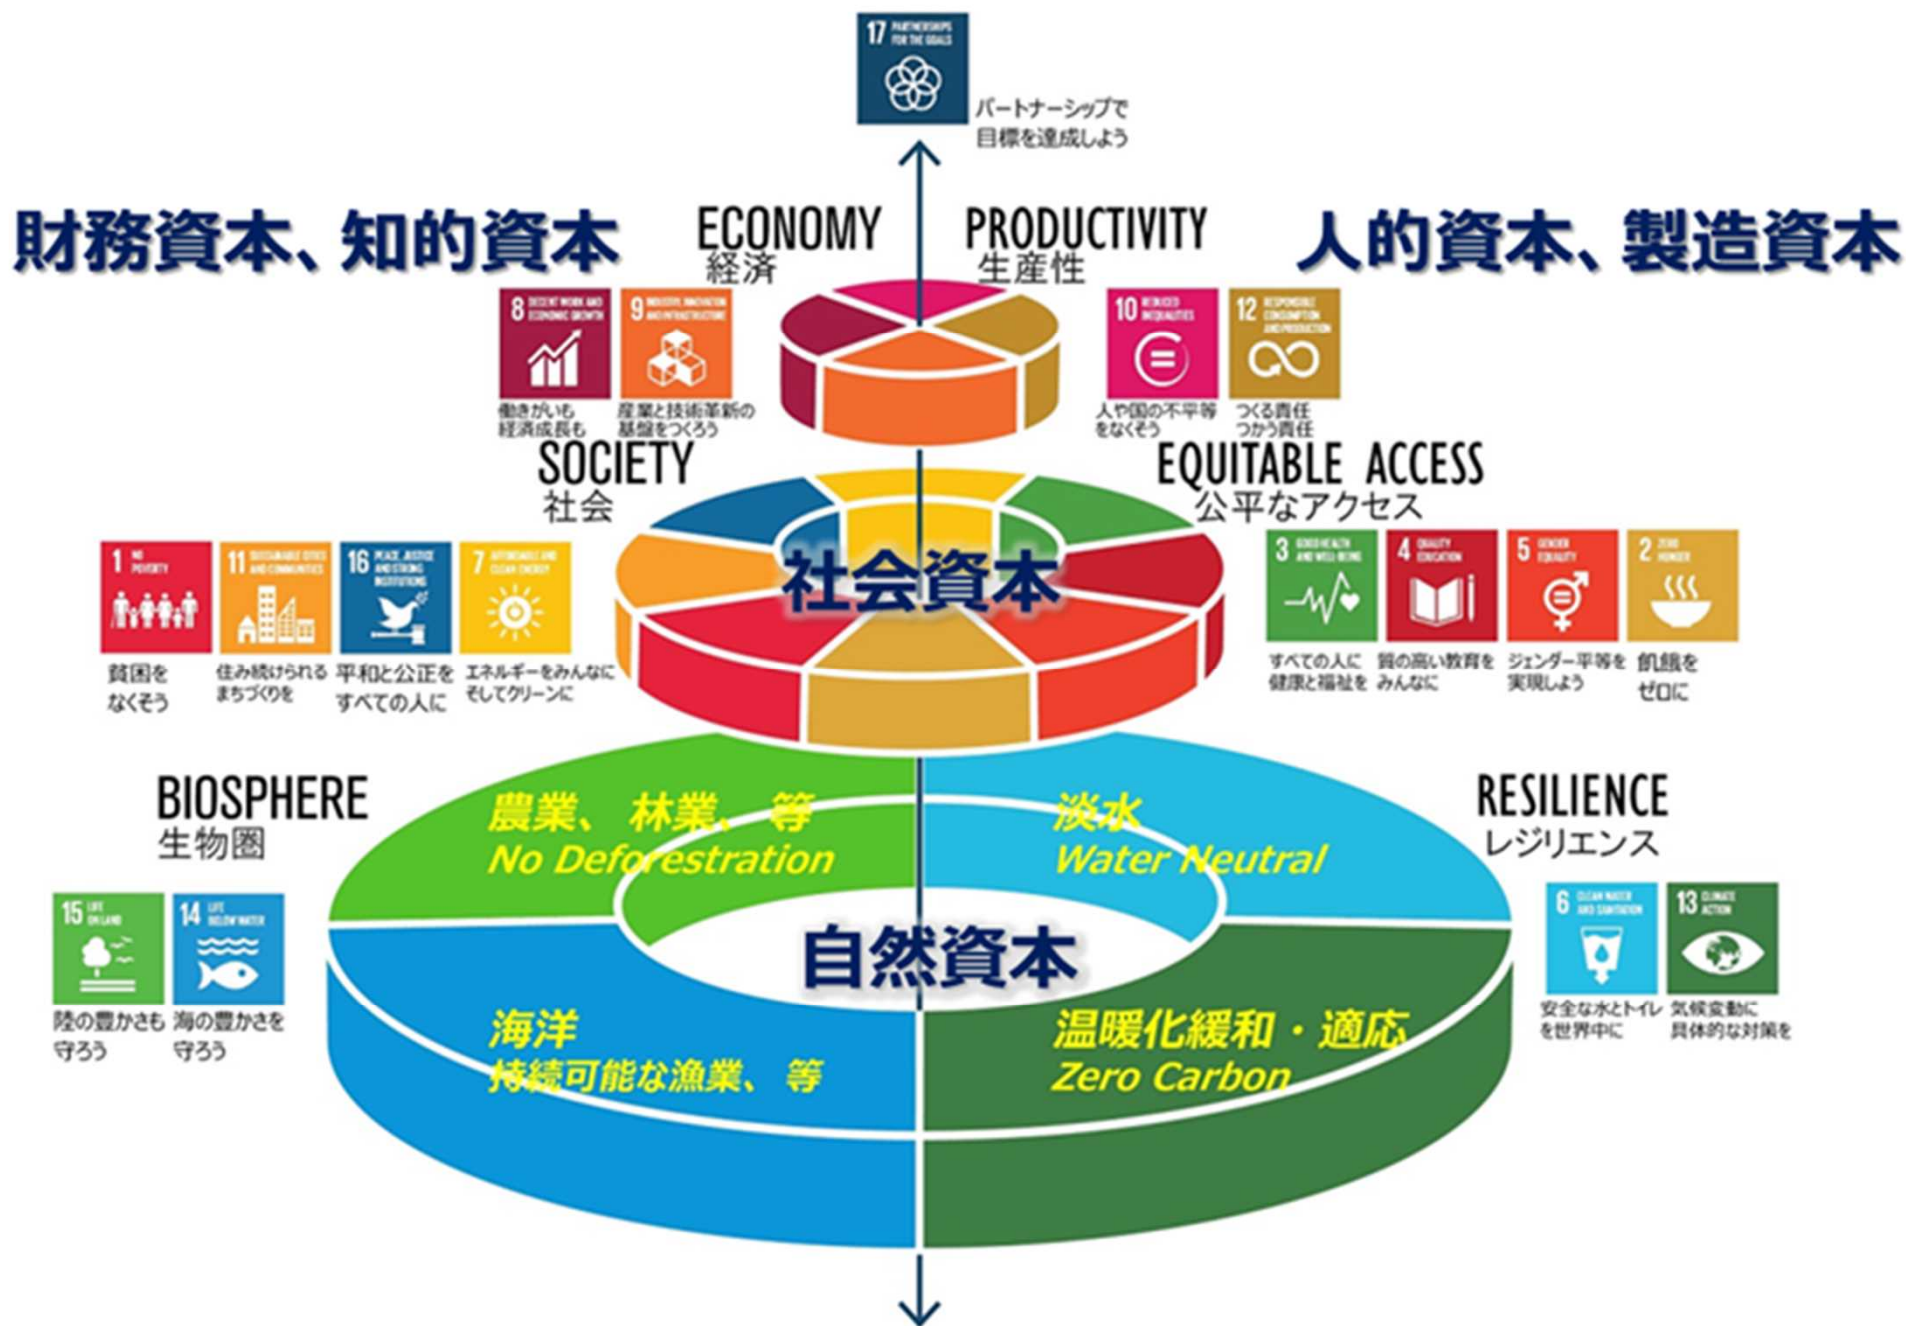 17 PARTNERSHIPS
FOR THE GOALS
パートナーシップで
目標を達成しよう
財務資本、知的資本
ECONOMY
経済
PRODUCTIVITY
生産性
人的資本、製造資本
8 DECENT WORK AND
ECONOMIC GROWTH
働きがいも
経済成長も
9 INDUSTRY, INNOVATION
AND INFRASTRUCTURE
産業と技術革新の
基盤をつくろう
10 REDUCED
INEQUALITIES
人や国の不平等
をなくそう
12 RESPONSIBLE
CONSUMPTION
AND PRODUCTION
つくる責任
つかう責任
SOCIETY
社会
EQUITABLE ACCESS
公平なアクセス
社会資本
1 NO
POVERTY
貧困を
なくそう
11 SUSTAINABLE CITIES
AND COMMUNITIES
住み続けられる
まちづくりを
16 PEACE, JUSTICE
AND STRONG
INSTITUTIONS
平和と公正を
すべての人に
7 AFFORDABLE AND
CLEAN ENERGY
エネルギーをみんなに
そしてクリーンに
3 GOOD HEALTH
AND WELL-BEING
すべての人に
健康と福祉を
4 QUALITY
EDUCATION
質の高い教育を
みんなに
5 GENDER
EQUALITY
ジェンダー平等を
実現しよう
2 ZERO
HUNGER
飢餓を
ゼロに
BIOSPHERE
生物圏
RESILIENCE
レジリエンス
農業、林業、等
No Deforestration
淡水
Water Neutral
自然資本
海洋
持続可能な漁業、等
温暖化緩和・適応
Zero Carbon
15 LIFE
ON LAND
陸の豊かさも
守ろう
14 LIFE
BELOW WATER
海の豊かさを
守ろう
6 CLEAN WATER
AND SANITATION
安全な水とトイレ
を世界中に
13 CLIMATE
ACTION
気候変動に
具体的な対策を